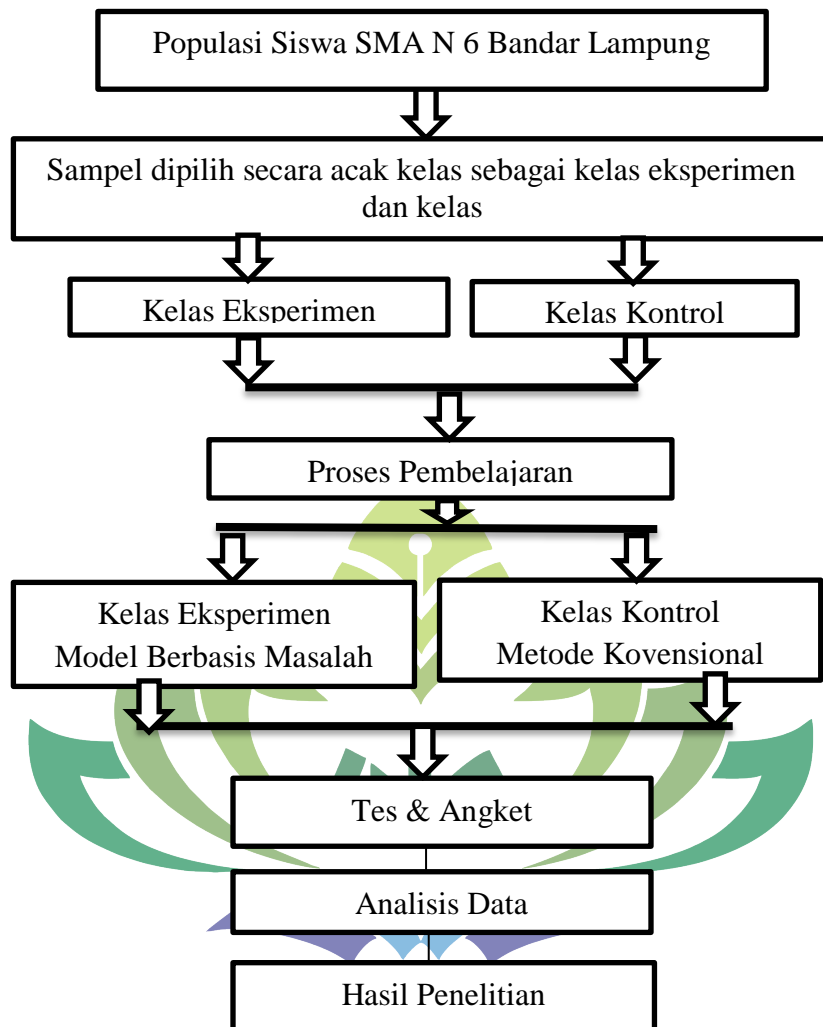 Populasi Siswa SMA N 6 Bandar Lampung
Sampel dipilih secara acak kelas sebagai kelas eksperimen
dan kelas
Kelas Eksperimen
Kelas Kontrol
Proses Pembelajaran
Kelas Eksperimen
Model Berbasis Masalah
Kelas Kontrol
Metode Kovensional
Tes & Angket
Analisis Data
Hasil Penelitian